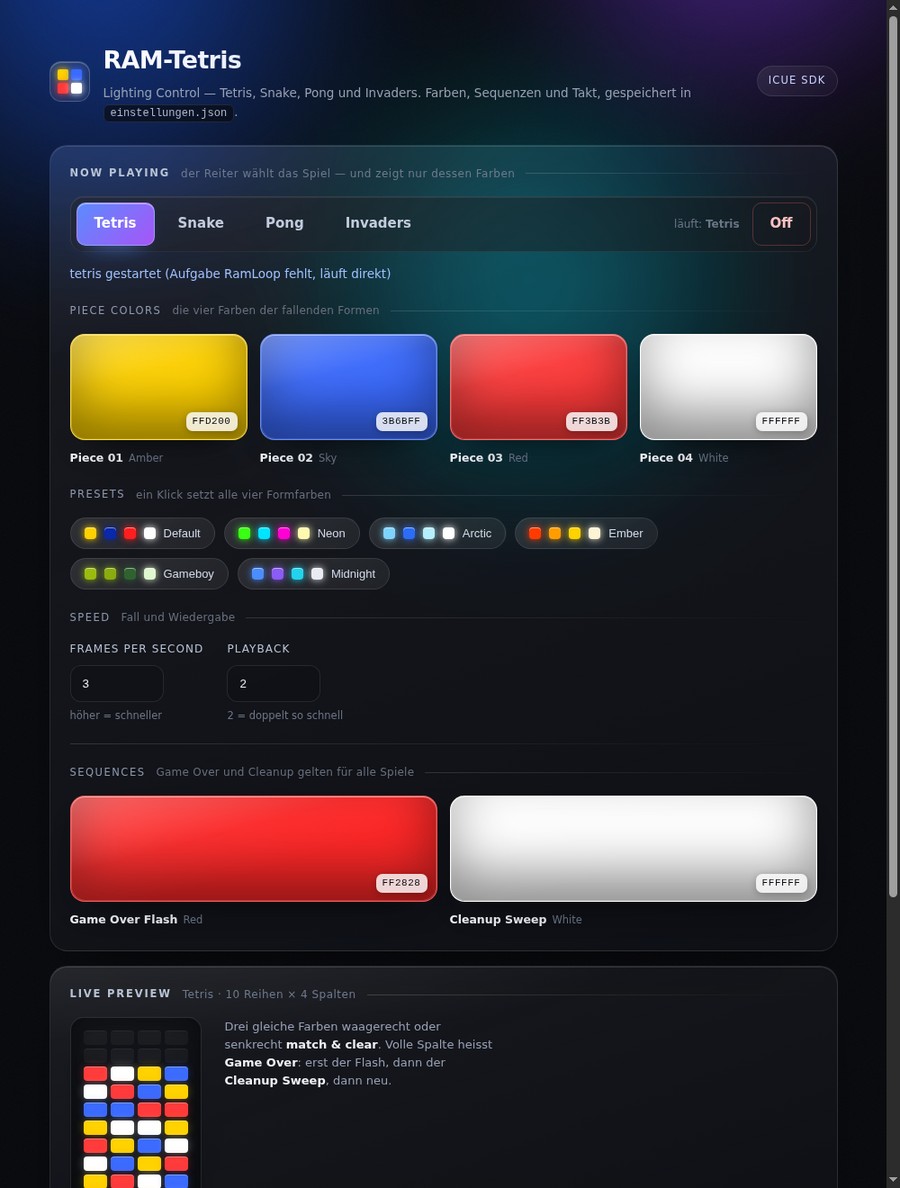 RAM-Tetris
Lighting Control — Tetris, Snake, Pong und Invaders. Farben, Sequenzen und Takt, gespeichert in
einstellungen.json.
ICUE SDK
NOW PLAYING der Reiter wählt das Spiel — und zeigt nur dessen Farben
Tetris Snake Pong Invaders läuft: Tetris Off
tetris gestartet (Aufgabe RamLoop fehlt, läuft direkt)
PIECE COLORS die vier Farben der fallenden Formen
FFD200 3B6BFF FF3B3B FFFFFF
Piece 01 Amber Piece 02 Sky Piece 03 Red Piece 04 White
PRESETS ein Klick setzt alle vier Formfarben
Default Neon Arctic Ember
Gameboy Midnight
SPEED Fall und Wiedergabe
FRAMES PER SECOND PLAYBACK
3 2
höher = schneller 2 = doppelt so schnell
SEQUENCES Game Over und Cleanup gelten für alle Spiele
FF2828 FFFFFF
Game Over Flash Red Cleanup Sweep White
LIVE PREVIEW Tetris · 10 Reihen × 4 Spalten
Drei gleiche Farben waagerecht oder
senkrecht match & clear. Volle Spalte heisst
Game Over: erst der Flash, dann der
Cleanup Sweep, dann neu.